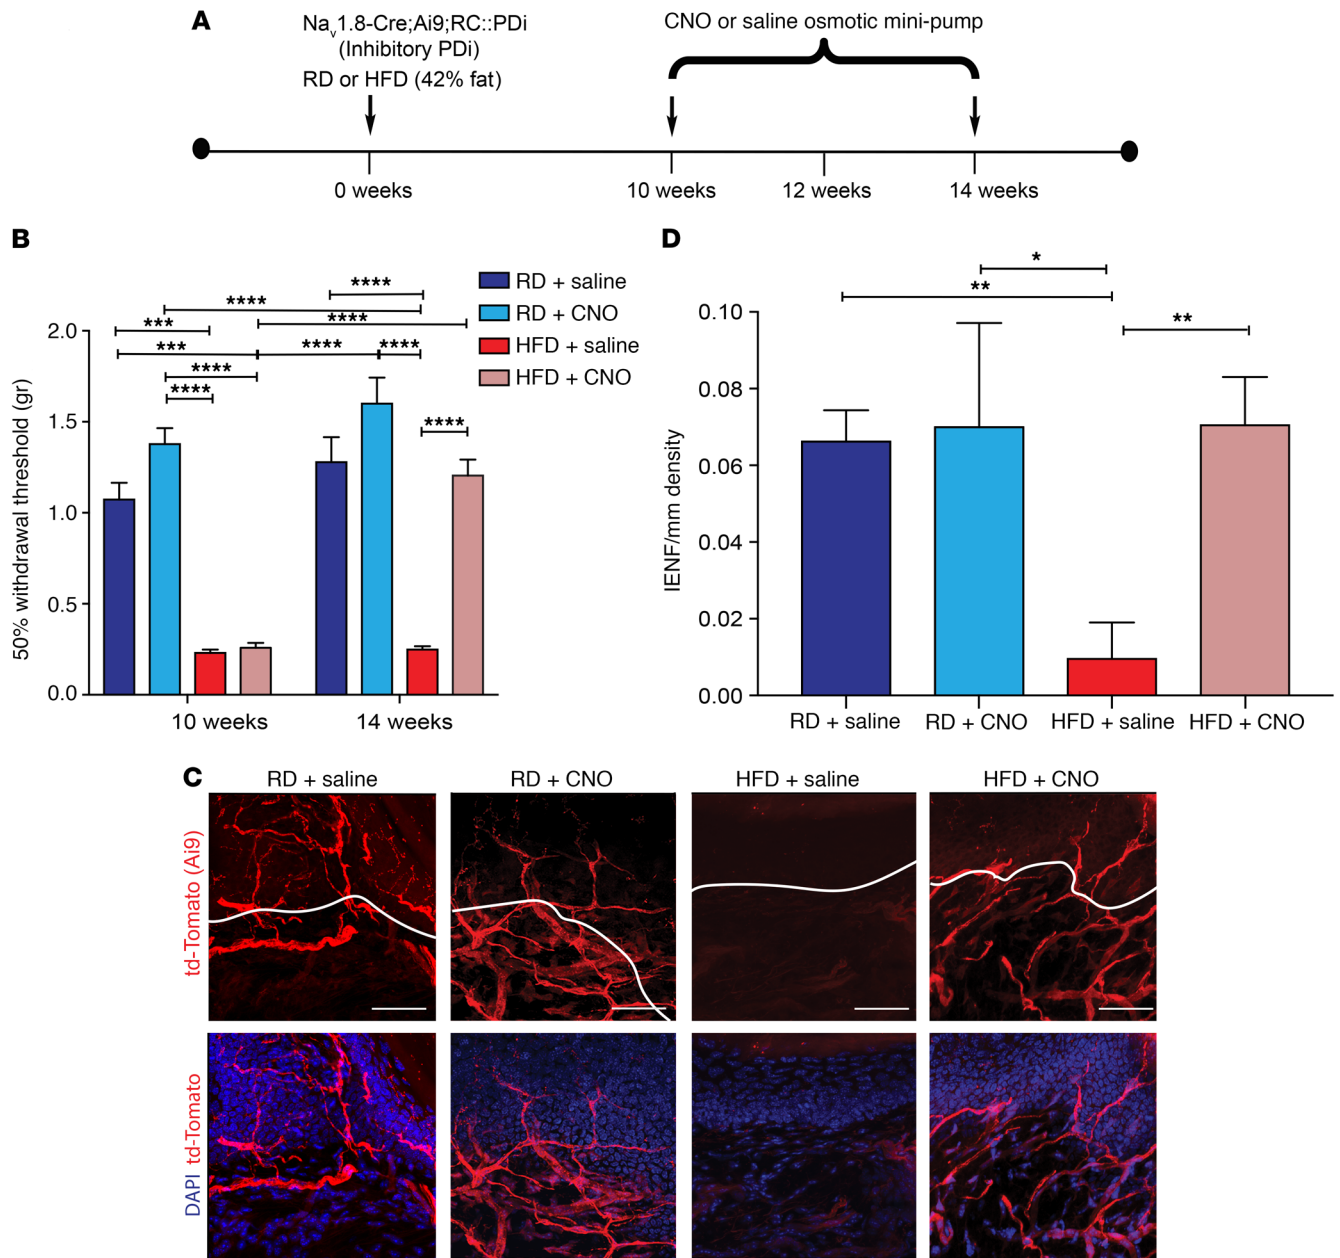 A
Nav1.8-Cre;Ai9;RC::PDi
(Inhibitory PDi)
RD or HFD (42% fat)
CNO or saline osmotic mini-pump
0 weeks
10 weeks
12 weeks
14 weeks
B
50% withdrawal threshold (gr)
2.0
1.5
1.0
0.5
0.0
****
****
****
***
***
****
****
****
****
****
10 weeks
14 weeks
RD + saline
RD + CNO
HFD + saline
HFD + CNO
D
IENF/mm density
0.10
0.08
0.06
0.04
0.02
0.00
*
**
**
RD + saline
RD + CNO
HFD + saline
HFD + CNO
C
RD + saline
RD + CNO
HFD + saline
HFD + CNO
td-Tomato (Ai9)
DAPI td-Tomato